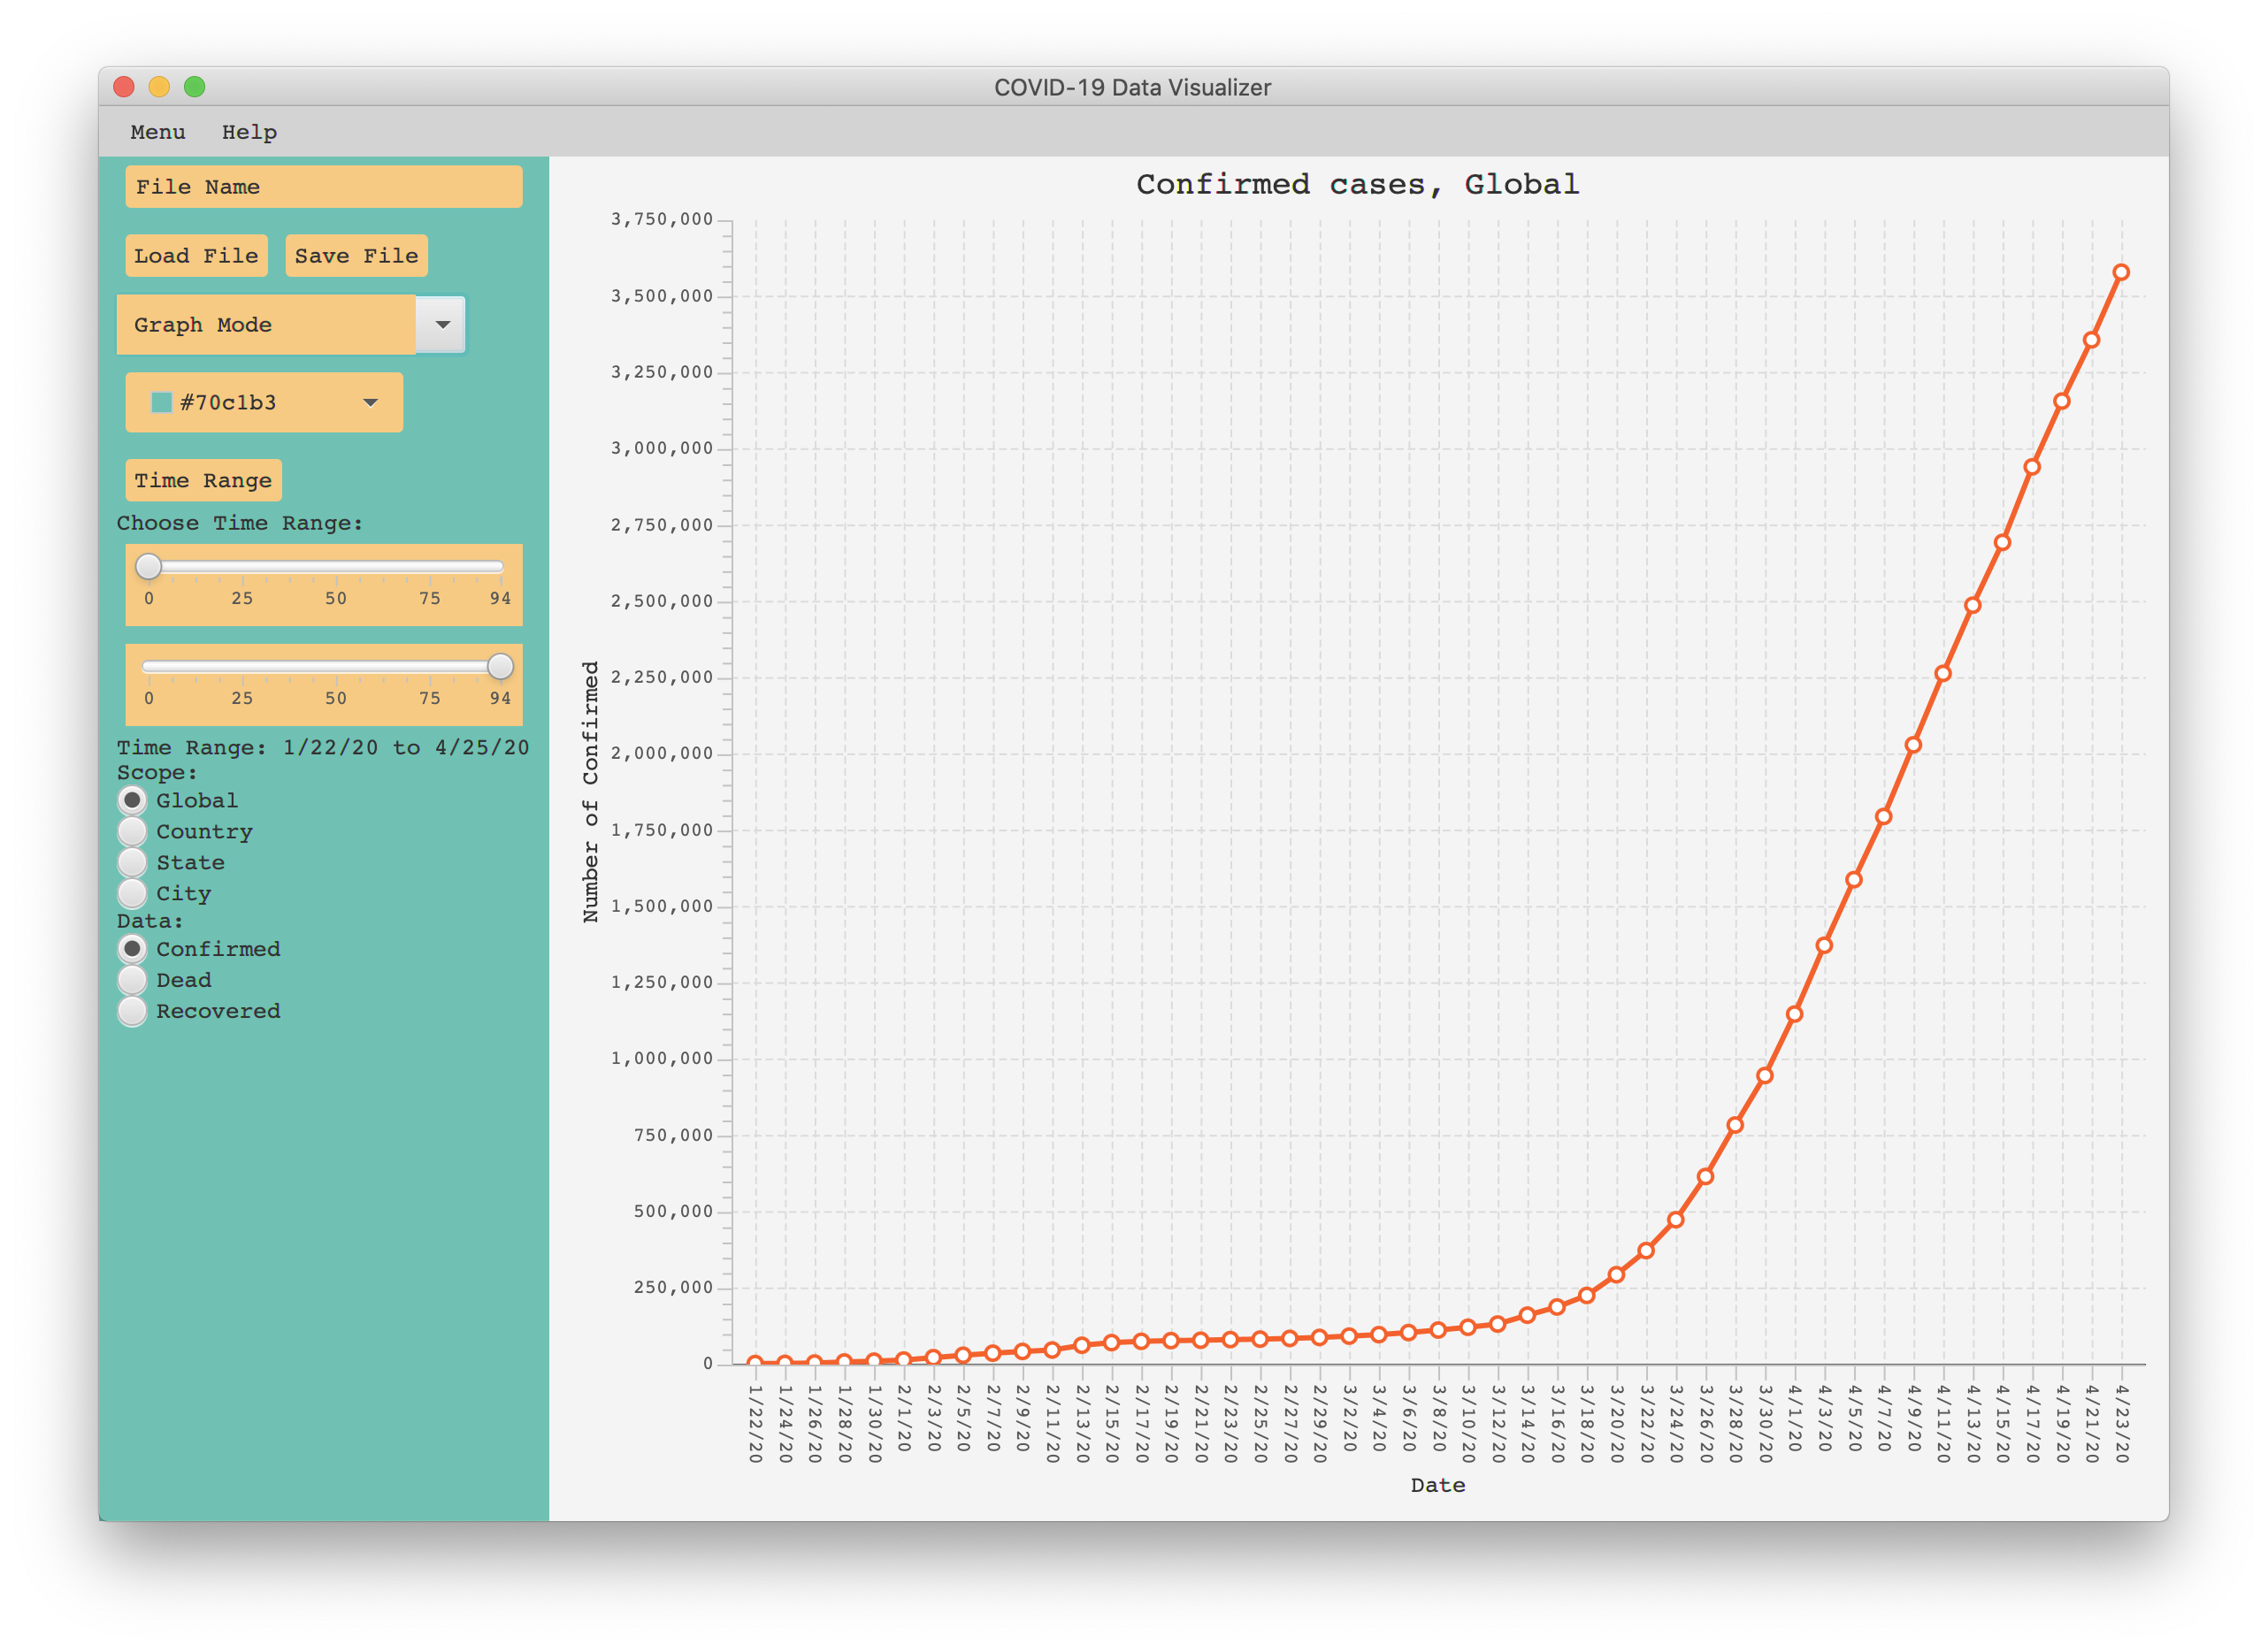 COVID-19 Data Visualizer
Menu Help
File Name
Load File Save File
Graph Mode
#70c1b3
Time Range
Choose Time Range:
0 25 50 75 94
0 25 50 75 94
Time Range: 1/22/20 to 4/25/20
Scope:
Global
Country
State
City
Data:
Confirmed
Dead
Recovered
Confirmed cases, Global
Number of Confirmed
3,750,000
3,500,000
3,250,000
3,000,000
2,750,000
2,500,000
2,250,000
2,000,000
1,750,000
1,500,000
1,250,000
1,000,000
750,000
500,000
250,000
0
1/22/20
1/24/20
1/26/20
1/28/20
1/30/20
2/1/20
2/3/20
2/5/20
2/7/20
2/9/20
2/11/20
2/13/20
2/15/20
2/17/20
2/19/20
2/21/20
2/23/20
2/25/20
2/27/20
2/29/20
3/2/20
3/4/20
3/6/20
3/8/20
3/10/20
3/12/20
3/14/20
3/16/20
3/18/20
3/20/20
3/22/20
3/24/20
3/26/20
3/28/20
3/30/20
4/1/20
4/3/20
4/5/20
4/7/20
4/9/20
4/11/20
4/13/20
4/15/20
4/17/20
4/19/20
4/21/20
4/23/20
Date